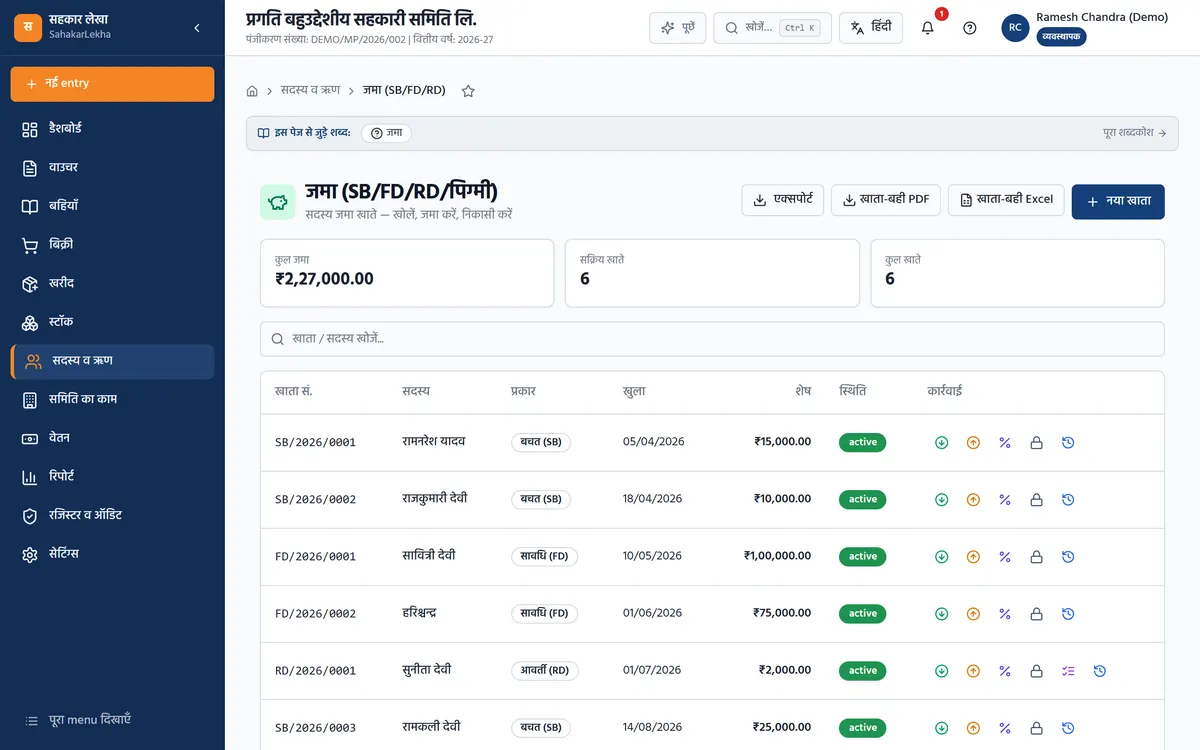 स
सहकार लेखा
SahakarLekha
+ नई entry
डैशबोर्ड
वाउचर
बहियाँ
बिक्री
खरीद
स्टॉक
सदस्य व ऋण
समिति का काम
वेतन
रिपोर्ट
रजिस्टर व ऑडिट
सेटिंग्स
पूरा menu दिखाएँ
प्रगति बहुउद्देशीय सहकारी समिति लि.
पंजीकरण संख्या: DEMO/MP/2026/002 | वित्तीय वर्ष: 2026-27
पूछें
खोजें... Ctrl K
हिंदी
1
RC
Ramesh Chandra (Demo)
व्यवस्थापक
सदस्य व ऋण > जमा (SB/FD/RD)
इस पेज से जुड़े शब्द: जमा
पूरा शब्दकोश →
जमा (SB/FD/RD/पिग्मी)
सदस्य जमा खाते — खोलें, जमा करें, निकासी करें
एक्सपोर्ट
खाता-बही PDF
खाता-बही Excel
+ नया खाता
कुल जमा
₹2,27,000.00
सक्रिय खाते
6
कुल खाते
6
खाता / सदस्य खोजें...
खाता सं. सदस्य प्रकार खुला शेष स्थिति कार्रवाई
SB/2026/0001 रामनरेश यादव बचत (SB) 05/04/2026 ₹15,000.00 active
SB/2026/0002 राजकुमारी देवी बचत (SB) 18/04/2026 ₹10,000.00 active
FD/2026/0001 सावित्री देवी सावधि (FD) 10/05/2026 ₹1,00,000.00 active
FD/2026/0002 हरिश्चन्द्र सावधि (FD) 01/06/2026 ₹75,000.00 active
RD/2026/0001 सुनीता देवी आवर्ती (RD) 01/07/2026 ₹2,000.00 active
SB/2026/0003 रामकली देवी बचत (SB) 14/08/2026 ₹25,000.00 active